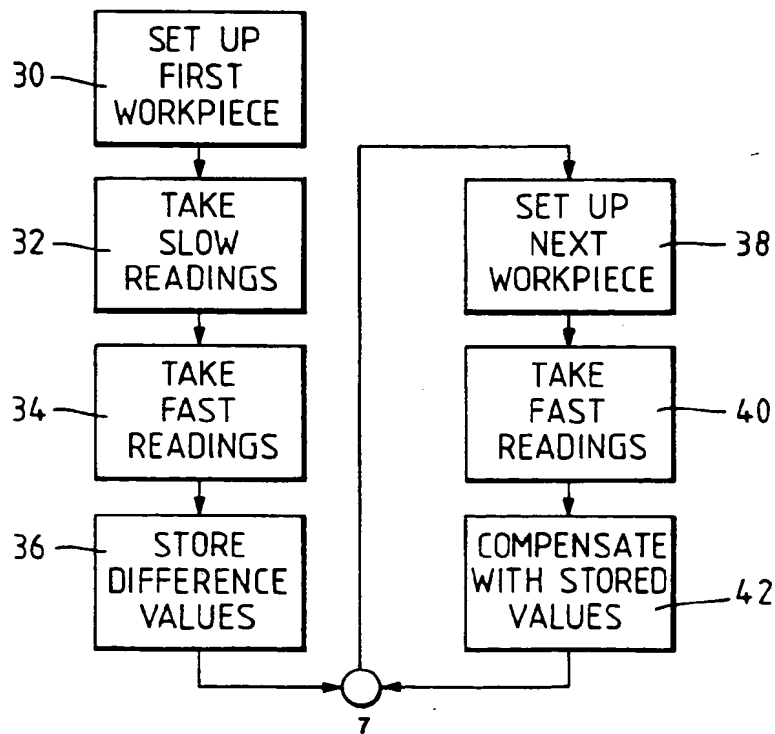 30
SET UP
FIRST
WORKPIECE
32
TAKE
SLOW
READINGS
34
TAKE
FAST
READINGS
36
STORE
DIFFERENCE
VALUES
SET UP
NEXT
WORKPIECE
38
TAKE
FAST
READINGS
40
COMPENSATE
WITH STORED
VALUES
42
7